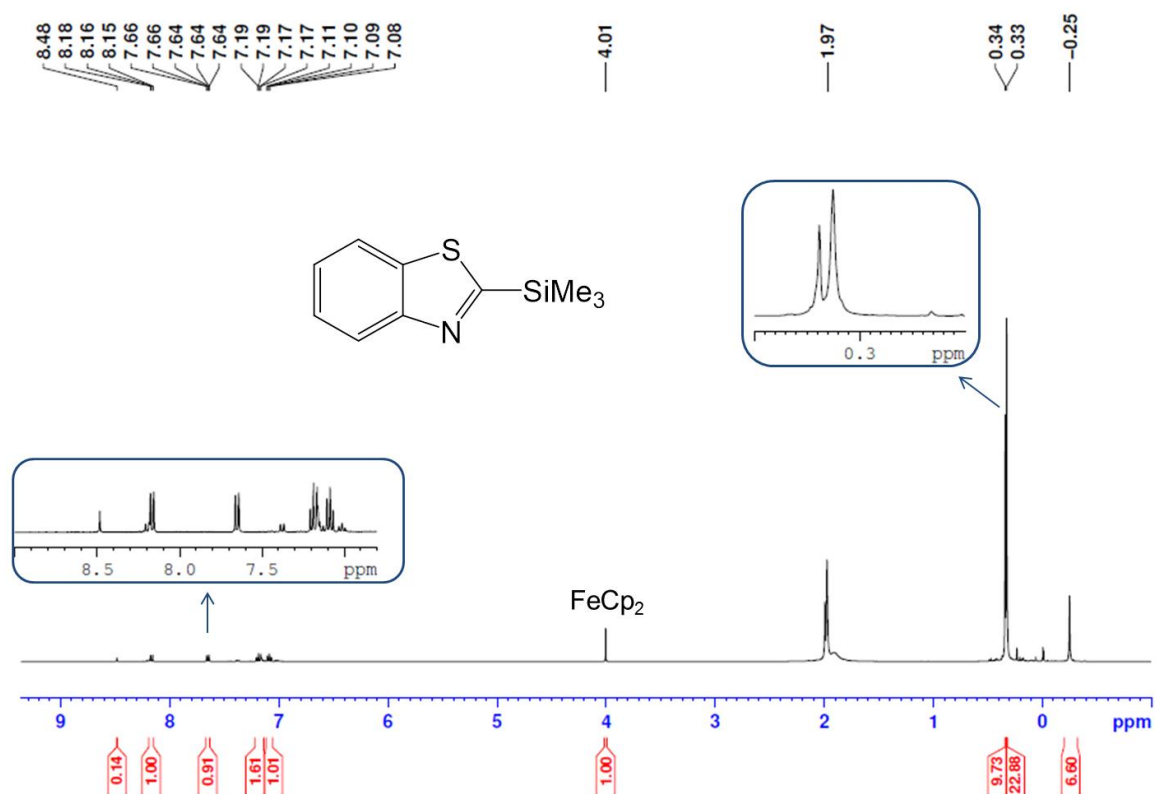 8.48 8.18 8.16 8.15 7.66 7.66 7.64 7.64 7.64 7.19 7.19 7.17 7.17 7.11 7.10 7.09 7.08 4.01 1.97 0.34 0.33 -0.25
S
SiMe3
N
0.3 ppm
8.5 8.0 7.5 ppm
FeCp2
9 8 7 6 5 4 3 2 1 0 ppm
0.14 1.00 0.91 1.61 1.01 1.00 9.73 22.88 6.60